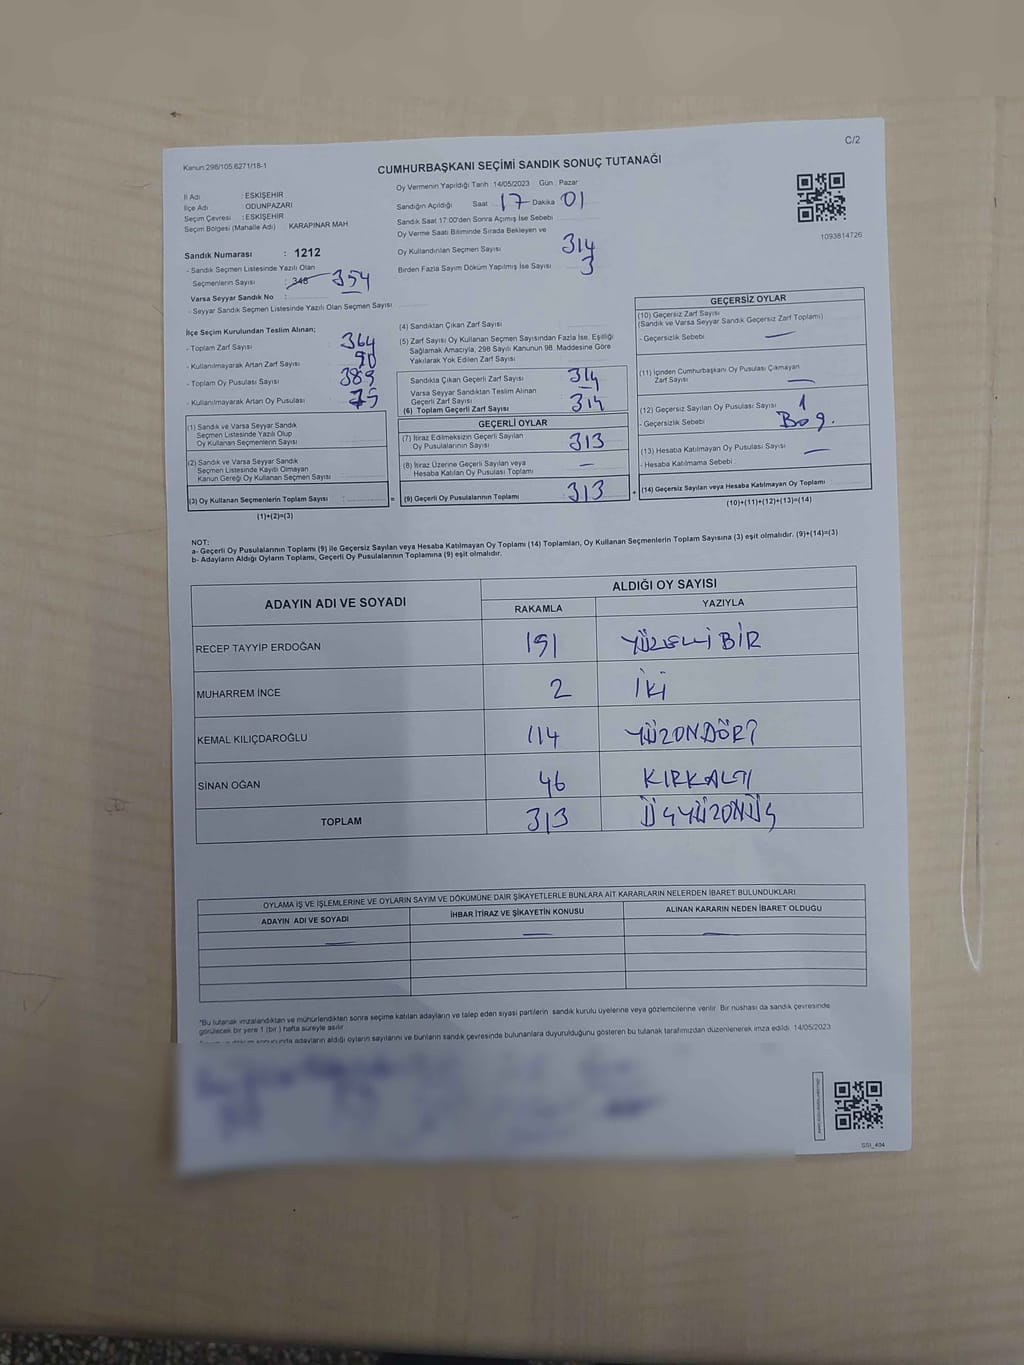 C/2
Kanun 298/105,6271/18-1
CUMHURBAŞKANI SEÇİMİ SANDIK SONUÇ TUTANAĞI
İl Adı : ESKİŞEHİR
İlçe Adı : ODUNPAZARI
Seçim Çevresi : ESKİŞEHİR
Seçim Bölgesi (Mahalle Adı) : KARAPINAR MAH
Oy Vermenin Yapıldığı Tarih 14/05/2023 Gün : Pazar
Sandığın Açıldığı Saat 17 Dakika 01
Sandık Saat 17:00'den Sonra Açımış İse Sebebi
Oy Verme Saati Bitiminde Sırada Bekleyen ve
Oy Kullandırılan Seçmen Sayısı 314
Birden Fazla Sayım Döküm Yapılmış İse Sayısı 3
1093814726
Sandık Numarası : 1212
- Sandık Seçmen Listesinde Yazılı Olan
Seçmenlerin Sayısı : 348 354
Varsa Seyyar Sandık No :
- Seyyar Sandık Seçmen Listesinde Yazılı Olan Seçmen Sayısı
İlçe Seçim Kurulundan Teslim Alınan;
- Toplam Zarf Sayısı 364
- Kullanılmayarak Artan Zarf Sayısı 90
- Toplam Oy Pusulası Sayısı 389
- Kullanılmayarak Artan Oy Pusulası 75
(1) Sandık ve Varsa Seyyar Sandık
Seçmen Listesinde Yazılı Olup
Oy Kullanan Seçmenlerin Sayısı
(2) Sandık ve Varsa Seyyar Sandık
Seçmen Listesinde Kayıtlı Olmayan
Kanun Gereği Oy Kullanan Seçmen Sayısı
(3) Oy Kullanan Seçmenlerin Toplam Sayısı : =
(1)+(2)=(3)
(4) Sandıktan Çıkan Zarf Sayısı
(5) Zarf Sayısı Oy Kullanan Seçmen Sayısından Fazla İse, Eşitliği
Sağlamak Amacıyla, 298 Sayılı Kanunun 98. Maddesine Göre
Yakılarak Yok Edilen Zarf Sayısı
Sandıkta Çıkan Geçerli Zarf Sayısı 314
Varsa Seyyar Sandıktan Teslim Alınan
Geçerli Zarf Sayısı —
(6) Toplam Geçerli Zarf Sayısı 314
GEÇERLİ OYLAR
(7) İtiraz Edilmeksizin Geçerli Sayılan
Oy Pusulalarının Sayısı 313
(8) İtiraz Üzerine Geçerli Sayılan veya
Hesaba Katılan Oy Pusulası Toplamı —
(9) Geçerli Oy Pusulalarının Toplamı 313 +
GEÇERSİZ OYLAR
(10) Geçersiz Zarf Sayısı
(Sandık ve Varsa Seyyar Sandık Geçersiz Zarf Toplamı)
- Geçersizlik Sebebi —
(11) İçinden Cumhurbaşkanı Oy Pusulası Çıkmayan
Zarf Sayısı —
(12) Geçersiz Sayılan Oy Pusulası Sayısı 1
- Geçersizlik Sebebi
(13) Hesaba Katılmayan Oy Pusulası Sayısı —
- Hesaba Katılmama Sebebi
(14) Geçersiz Sayılan veya Hesaba Katılmayan Oy Toplamı :
(10)+(11)+(12)+(13)=(14)
NOT:
a- Geçerli Oy Pusulalarının Toplamı (9) ile Geçersiz Sayılan veya Hesaba Katılmayan Oy Toplamı (14) Toplamları, Oy Kullanan Seçmenlerin Toplam Sayısına (3) eşit olmalıdır. (9)+(14)=(3)
b- Adayların Aldığı Oyların Toplamı, Geçerli Oy Pusulalarının Toplamına (9) eşit olmalıdır.
ADAYIN ADI VE SOYADI
ALDIĞI OY SAYISI
RAKAMLA YAZIYLA
RECEP TAYYİP ERDOĞAN 151 YÜZELLİBİR
MUHARREM İNCE 2 İKİ
KEMAL KILIÇDAROĞLU 114 YÜZONDÖRT
SİNAN OĞAN 46 KIRKALTI
TOPLAM 313 ÜÇYÜZONÜÇ
OYLAMA İŞ VE İŞLEMLERİNE VE OYLARIN SAYIM VE DÖKÜMÜNE DAİR ŞİKAYETLERLE BUNLARA AİT KARARLARIN NELERDEN İBARET BULUNDUKLARI
ADAYIN ADI VE SOYADI İHBAR İTİRAZ VE ŞİKAYETİN KONUSU ALINAN KARARIN NEDEN İBARET OLDUĞU
— — —
*Bu tutanak imzalandıktan ve mühürlendikten sonra seçime katılan adayların ve talep eden siyasi partilerin sandık kurulu üyelerine veya gözlemcilerine verilir. Bir nüshası da sandık çevresinde
görülecek bir yere 1 (bir ) hafta süreyle asılır
sonucunda adayların aldığı oyların sayılarını ve bunların sandık çevresinde bulunanlara duyurulduğunu gösteren bu tutanak tarafımızdan düzenlenerek imza edildi 14/05/2023
SSI_404